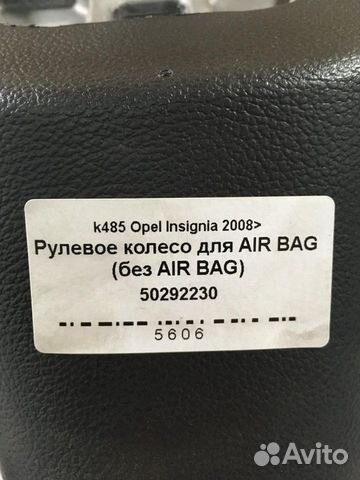 k485 Opel Insignia 2008>
Рулевое колесо для AIR BAG
(без AIR BAG)
50292230
5606
Avito